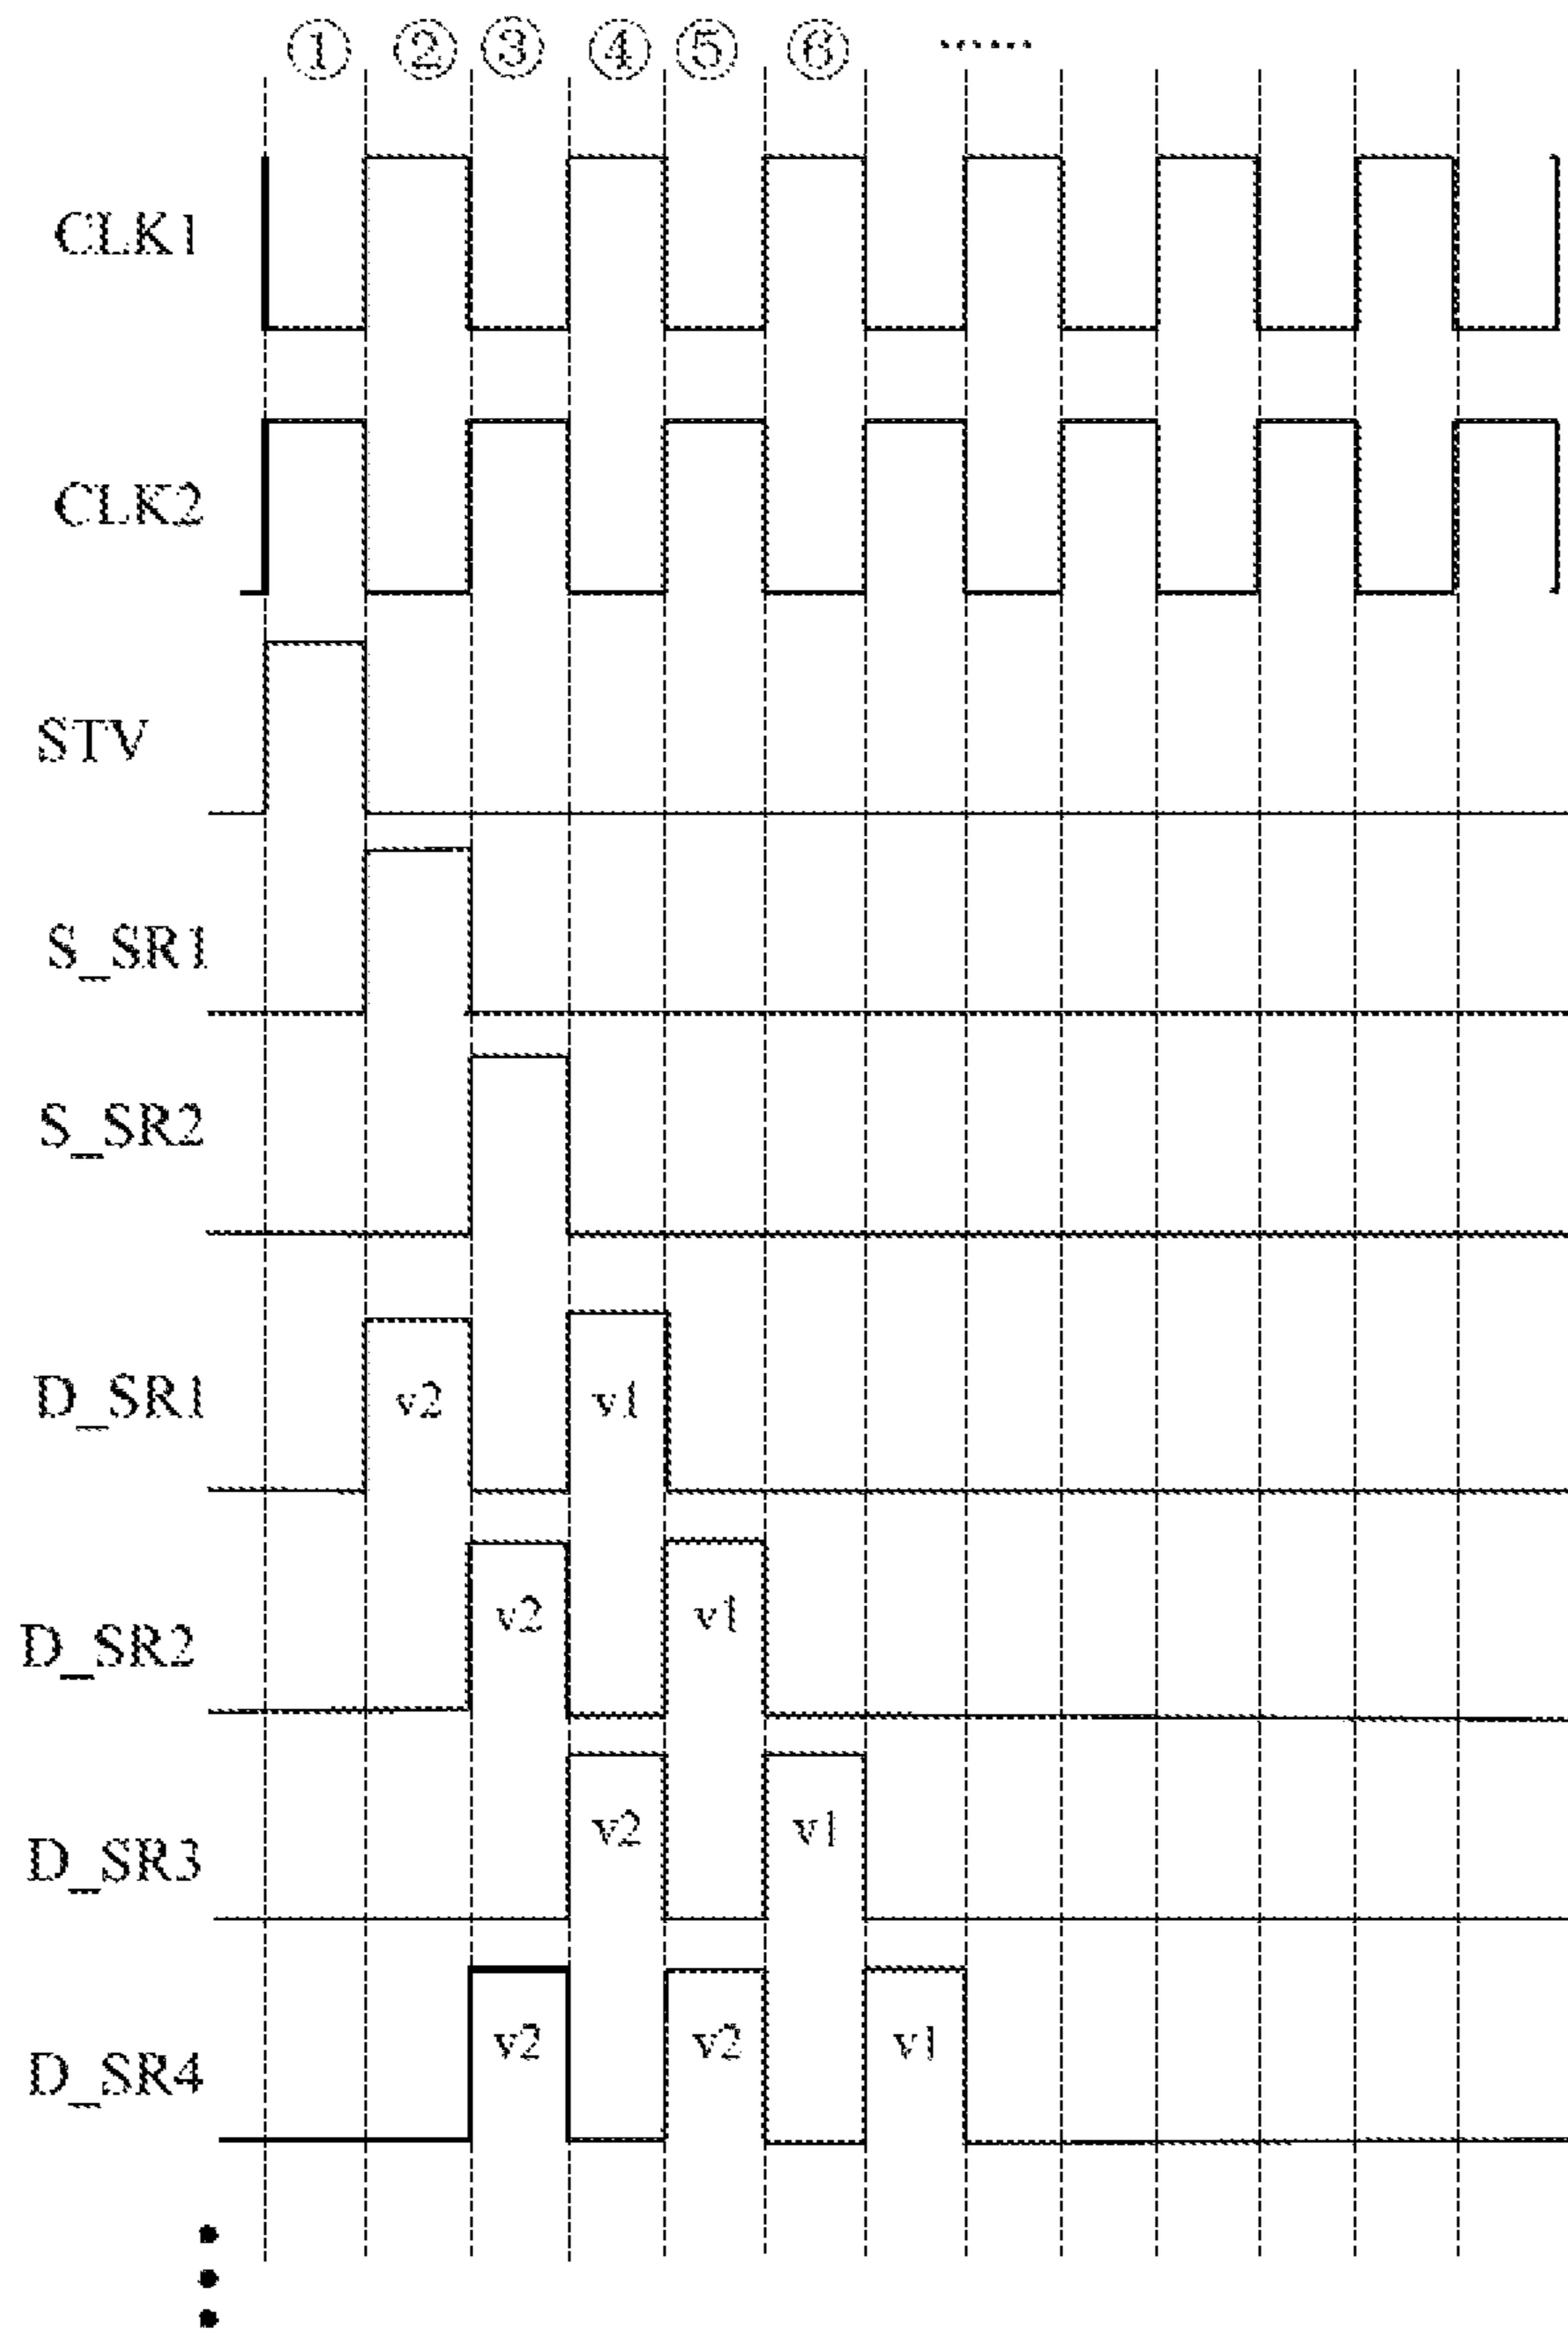 ① ② ③ ④ ⑤ ⑥ ......
CLK1
CLK2
STV
S_SR1
S_SR2
D_SR1 v2 v1
D_SR2 v2 v1
D_SR3 v2 v1
D_SR4 v2 v2 v1